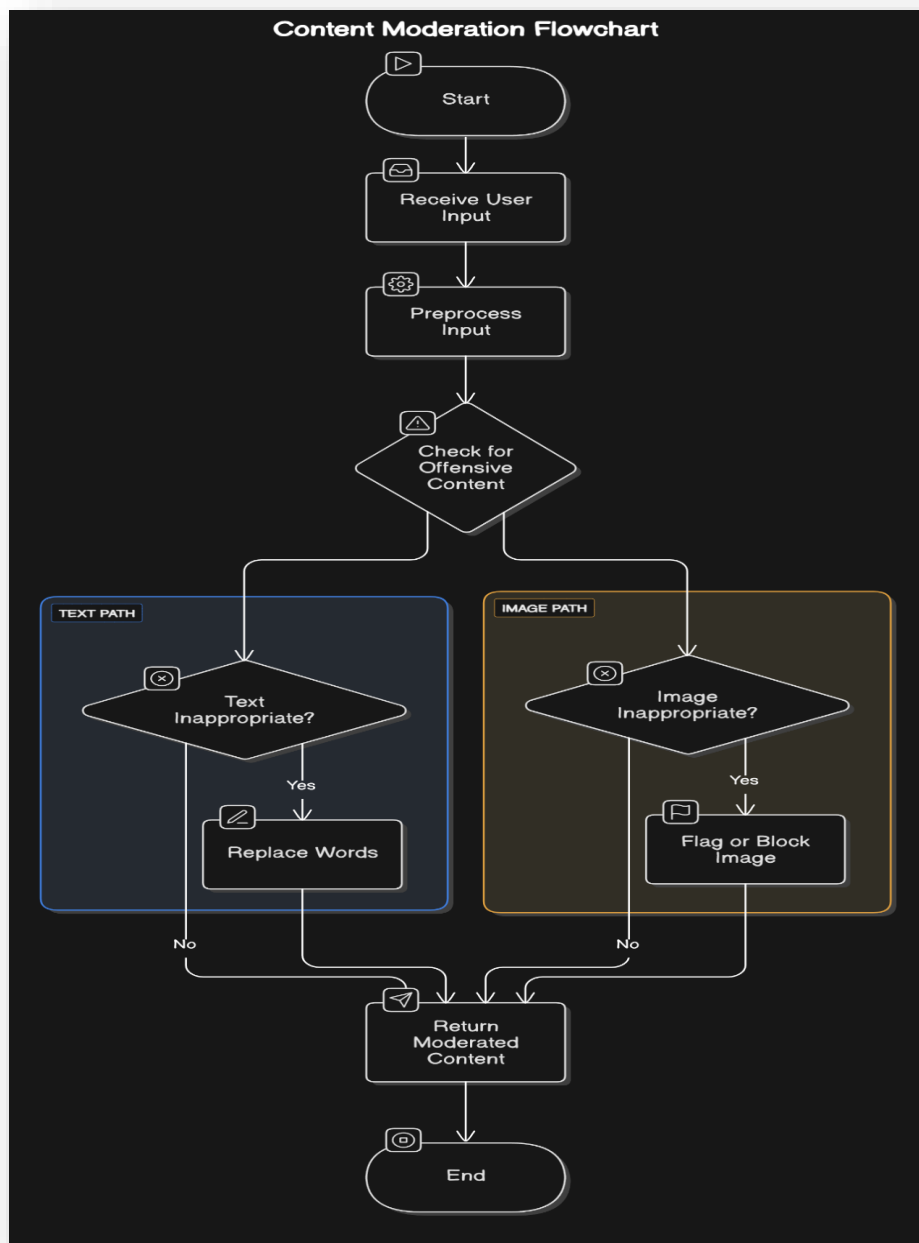 Content Moderation Flowchart
Start
Receive User
Input
Preprocess
Input
Check for
Offensive
Content
TEXT PATH
Text
Inappropriate?
Yes
Replace Words
No
IMAGE PATH
Image
Inappropriate?
Yes
Flag or Block
Image
No
Return
Moderated
Content
End